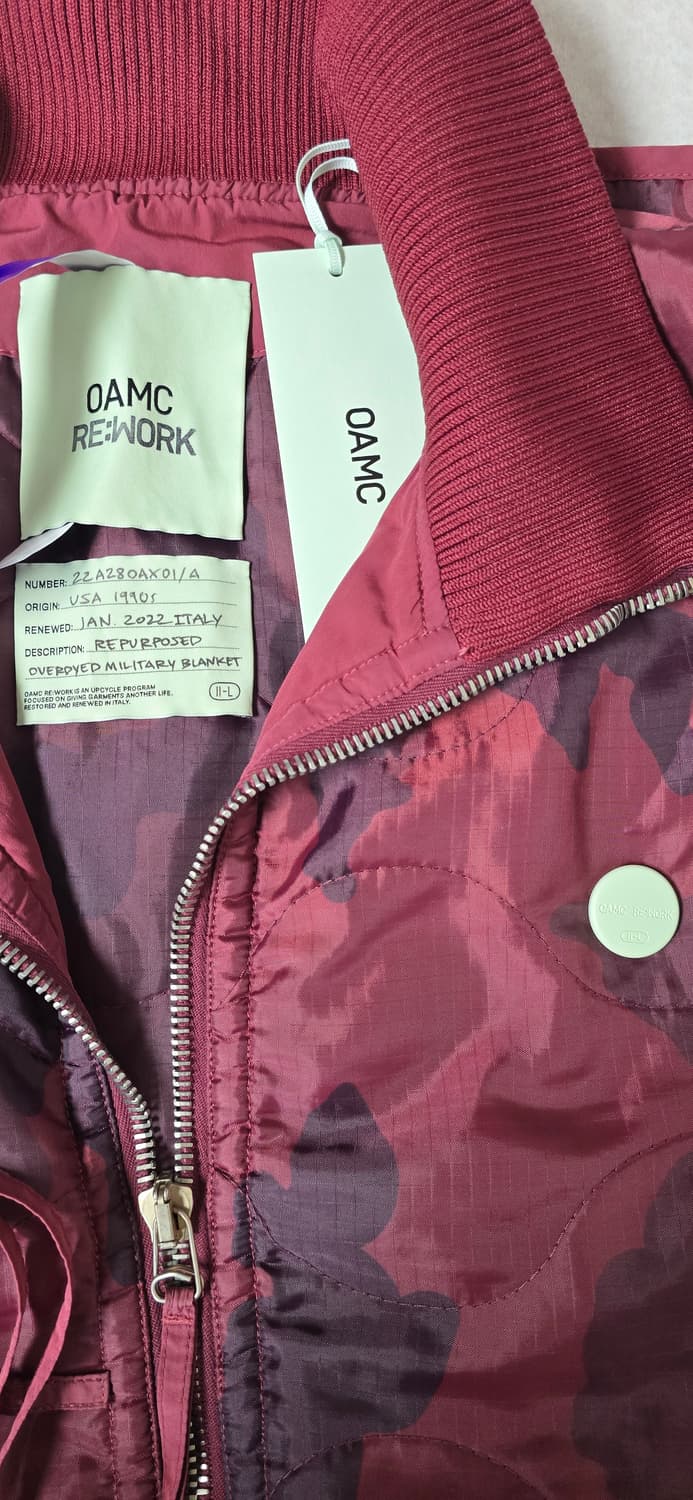 OAMC
RE:WORK
OAMC
NUMBER: 22A280AX01/A
ORIGIN: USA 1990s
RENEWED: JAN. 2022 ITALY
DESCRIPTION: REPURPOSED
OVERDYED MILITARY BLANKET
OAMC RE:WORK IS AN UPCYCLE PROGRAM
FOCUSED ON GIVING GARMENTS ANOTHER LIFE.
RESTORED AND RENEWED IN ITALY.
II-L
OAMC RE:WORK
II-L